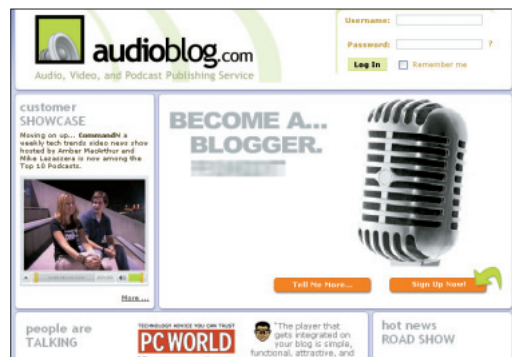 Username:
audioblog.com
Password:
?
Audio, Video, and Podcast Publishing Service
Log In
Remember me
customer
SHOWCASE
Moving on up... CommandN a
weekly tech trends video news show
hosted by Amber MacArthur and
Mike Lazazzera is now among the
Top 10 Podcasts.
More ...
BECOME A...
BLOGGER.
Tell Me More...
Sign Up Now!
people are
TALKING
TECHNOLOGY ADVICE YOU CAN TRUST
PC WORLD
"The player that
gets integrated on
your blog is simple,
functional, attractive, and
hot news
ROAD SHOW